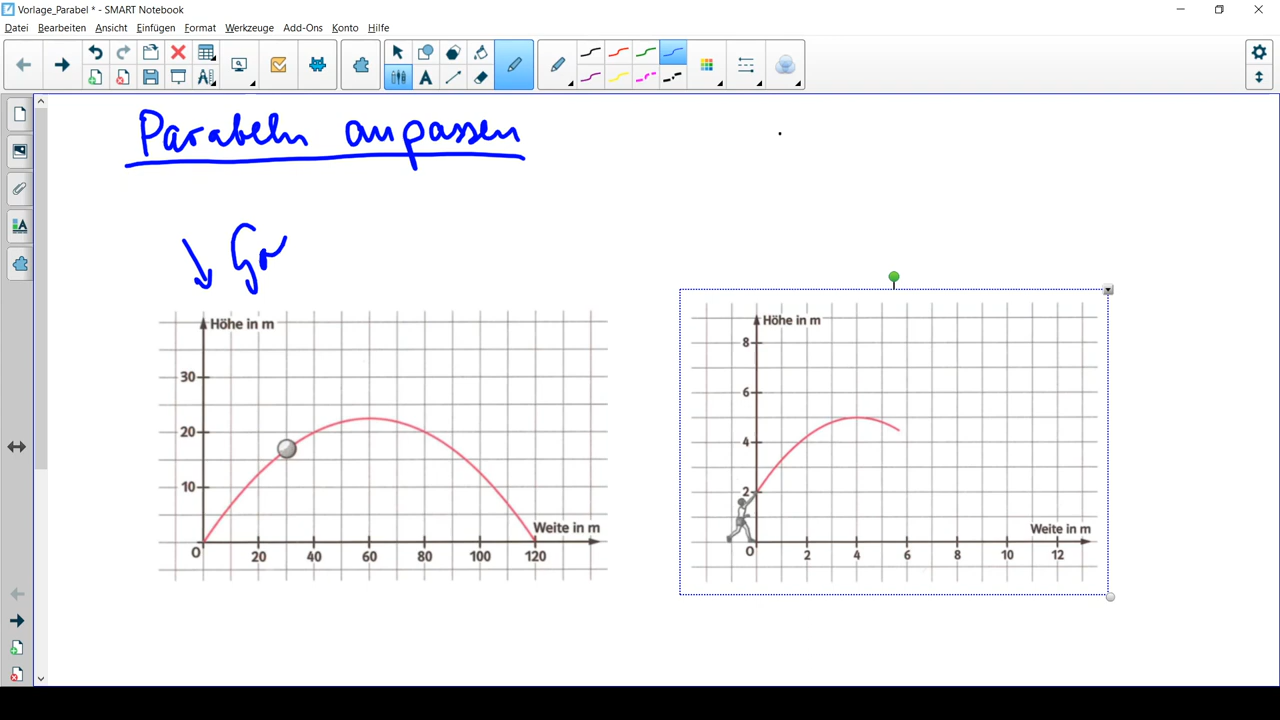 Vorlage_Parabel * - SMART Notebook
Datei Bearbeiten Ansicht Einfügen Format Werkzeuge Add-Ons Konto Hilfe
Parabeln anpassen
Höhe in m
30
20
10
Weite in m
O 20 40 60 80 100 120
Höhe in m
8
6
4
2
Weite in m
O 2 4 6 8 10 12